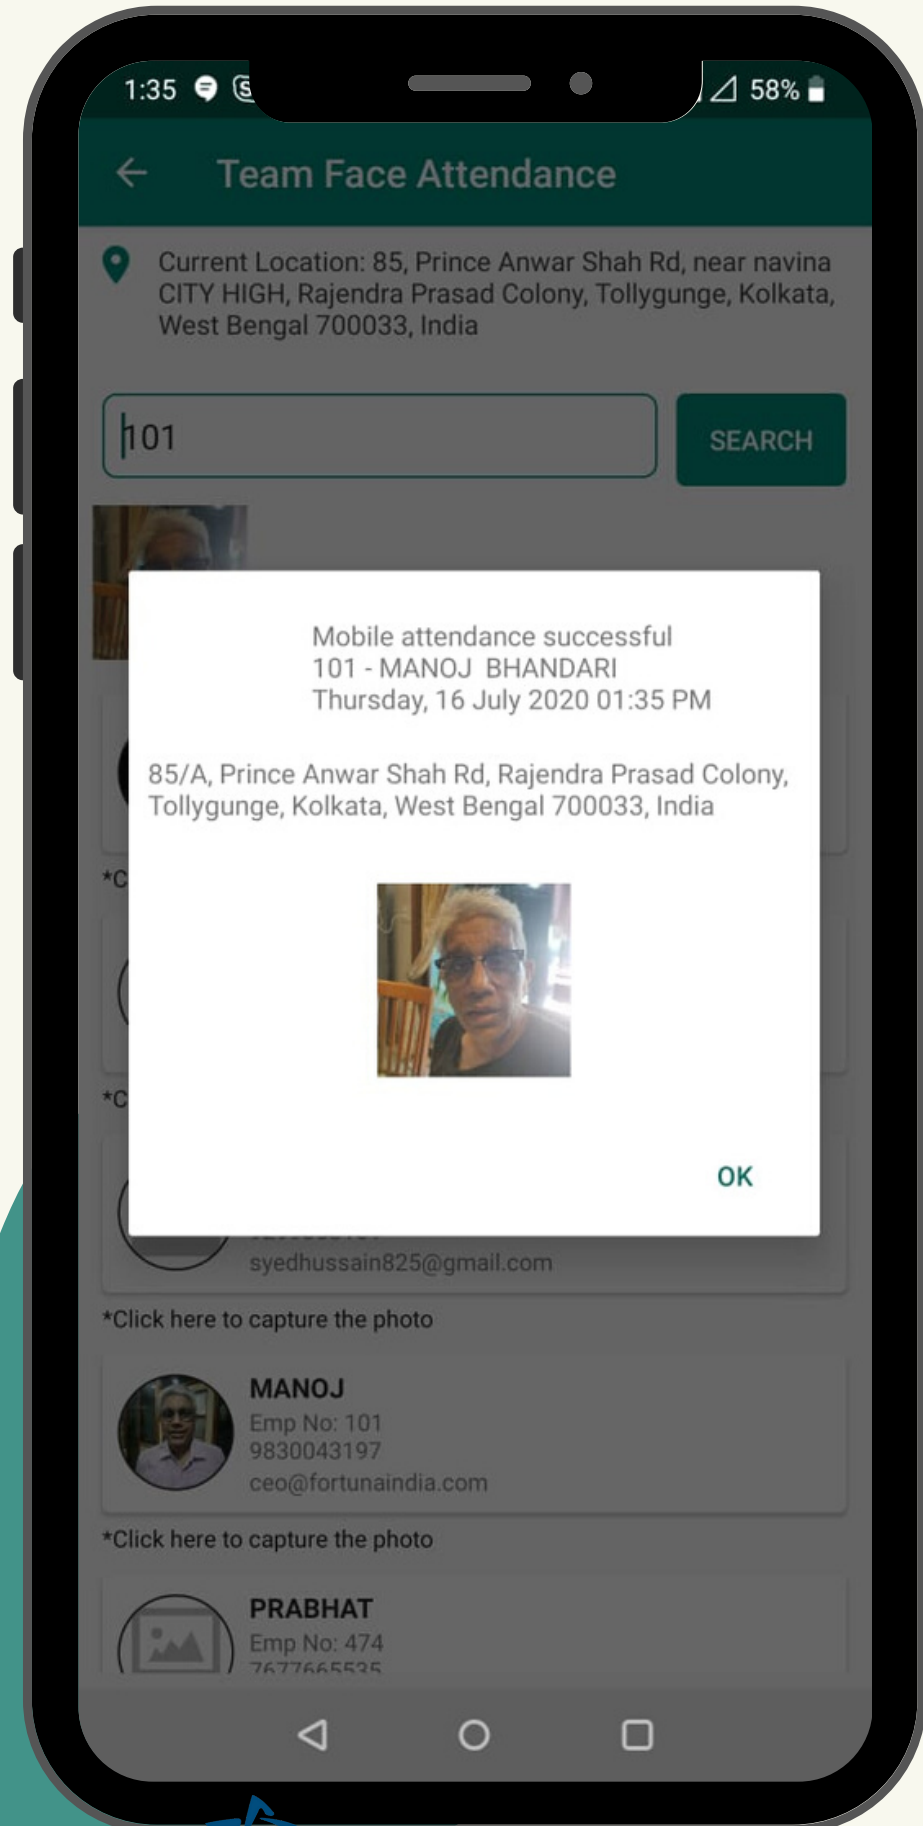 1:35
58%
Team Face Attendance
Current Location: 85, Prince Anwar Shah Rd, near navina
CITY HIGH, Rajendra Prasad Colony, Tollygunge, Kolkata,
West Bengal 700033, India
101
SEARCH
Mobile attendance successful
101 - MANOJ BHANDARI
Thursday, 16 July 2020 01:35 PM
85/A, Prince Anwar Shah Rd, Rajendra Prasad Colony,
Tollygunge, Kolkata, West Bengal 700033, India
*C
*C
OK
syedhussain825@gmail.com
*Click here to capture the photo
MANOJ
Emp No: 101
9830043197
ceo@fortunaindia.com
*Click here to capture the photo
PRABHAT
Emp No: 474
7677665535